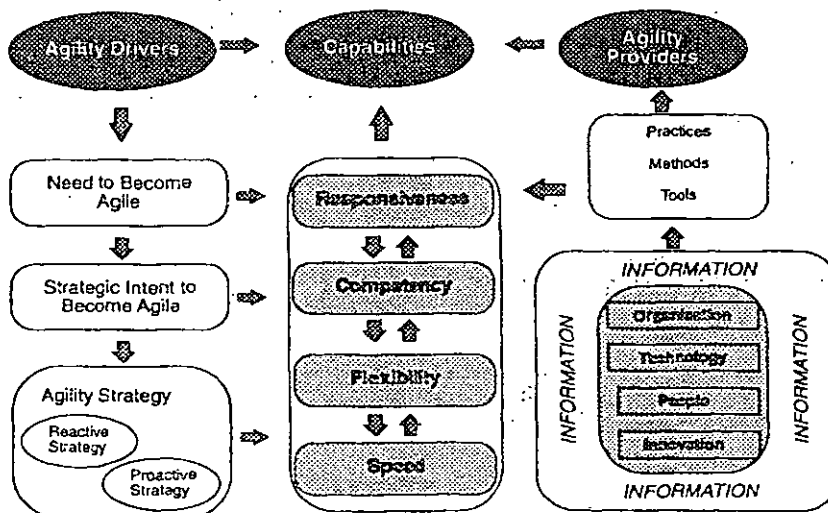 Agility Drivers
Capabilities
Agility
Providers
Need to Become
Agile
Strategic Intent to
Become Agile
Agility Strategy
Reactive
Strategy
Proactive
Strategy
Responsiveness
Competency
Flexibility
Speed
Practices
Methods
Tools
INFORMATION
INFORMATION
Organisation
Technology
People
Innovation
INFORMATION
INFORMATION